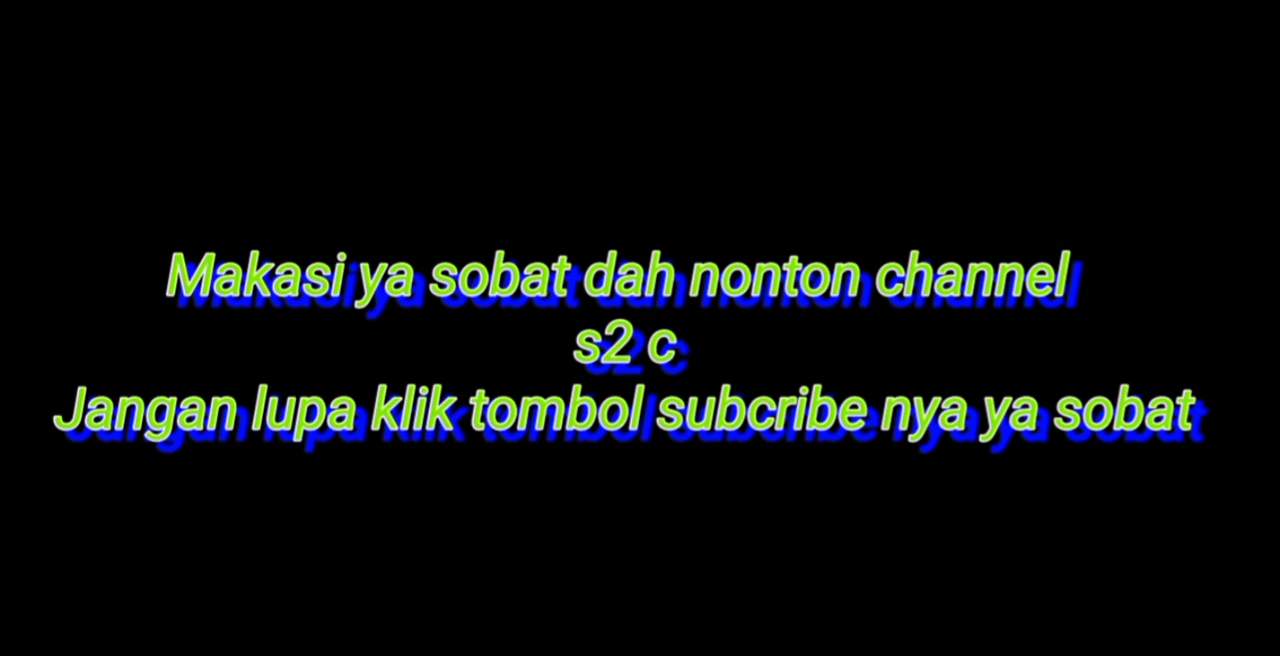 Makasi ya sobat dah nonton channel
s2 c
Jangan lupa klik tombol subcribe nya ya sobat